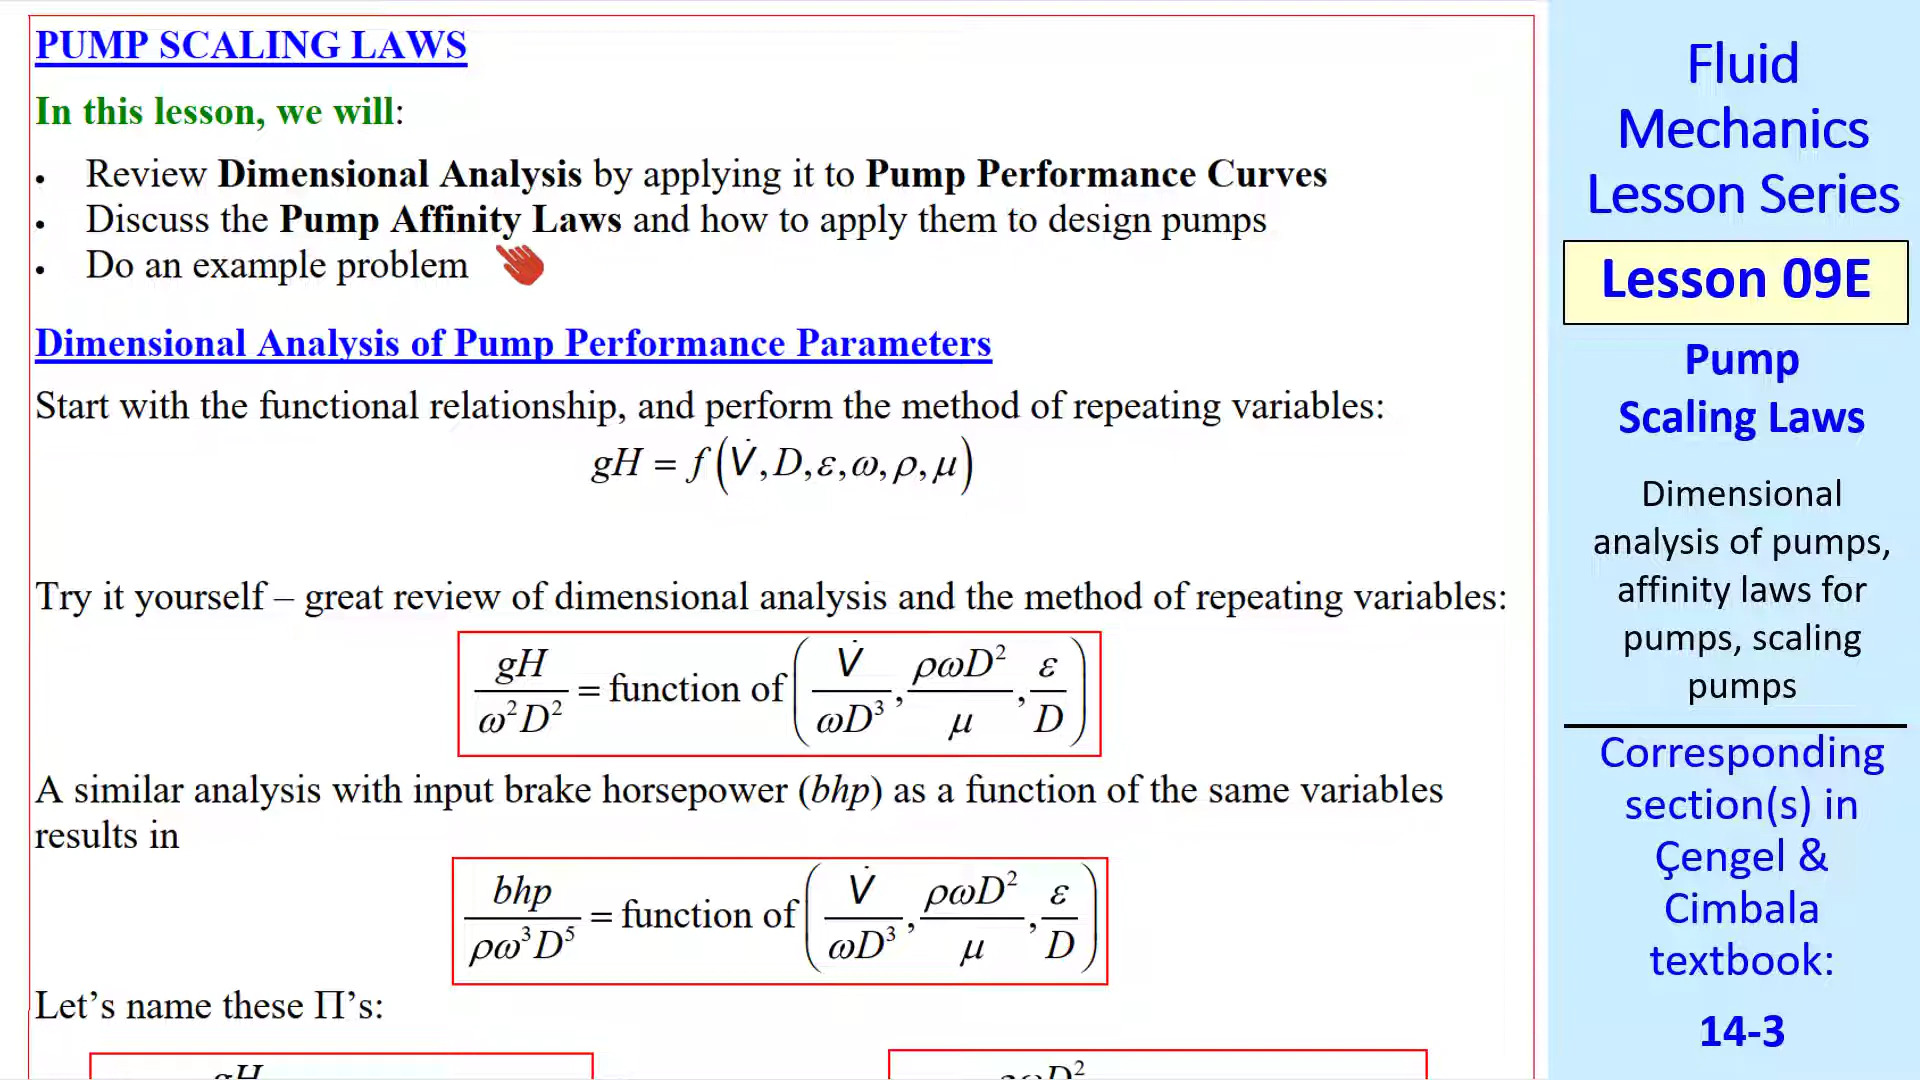 PUMP SCALING LAWS
In this lesson, we will:
• Review Dimensional Analysis by applying it to Pump Performance Curves
• Discuss the Pump Affinity Laws and how to apply them to design pumps
• Do an example problem
Dimensional Analysis of Pump Performance Parameters
Start with the functional relationship, and perform the method of repeating variables:
gH = f(V̇, D, ε, ω, ρ, μ)
Try it yourself – great review of dimensional analysis and the method of repeating variables:
gH/ω²D² = function of (V̇/ωD³, ρωD²/μ, ε/D)
A similar analysis with input brake horsepower (bhp) as a function of the same variables
results in
bhp/ρω³D⁵ = function of (V̇/ωD³, ρωD²/μ, ε/D)
Let’s name these Π’s:
gH
ρωD²
Fluid
Mechanics
Lesson Series
Lesson 09E
Pump
Scaling Laws
Dimensional
analysis of pumps,
affinity laws for
pumps, scaling
pumps
Corresponding
section(s) in
Çengel &
Cimbala
textbook:
14-3